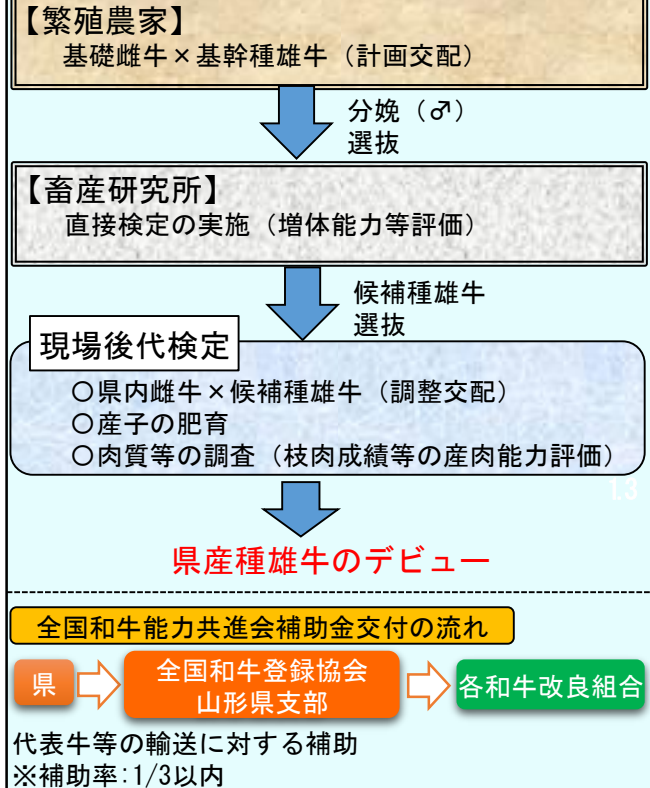 【繁殖農家】
基礎雌牛×基幹種雄牛（計画交配）
分娩（♂）
選抜
【畜産研究所】
直接検定の実施（増体能力等評価）
候補種雄牛
選抜
現場後代検定
○県内雌牛×候補種雄牛（調整交配）
○産子の肥育
○肉質等の調査（枝肉成績等の産肉能力評価）
1.3
県産種雄牛のデビュー
全国和牛能力共進会補助金交付の流れ
県
全国和牛登録協会
山形県支部
各和牛改良組合
代表牛等の輸送に対する補助
※補助率:1/3以内